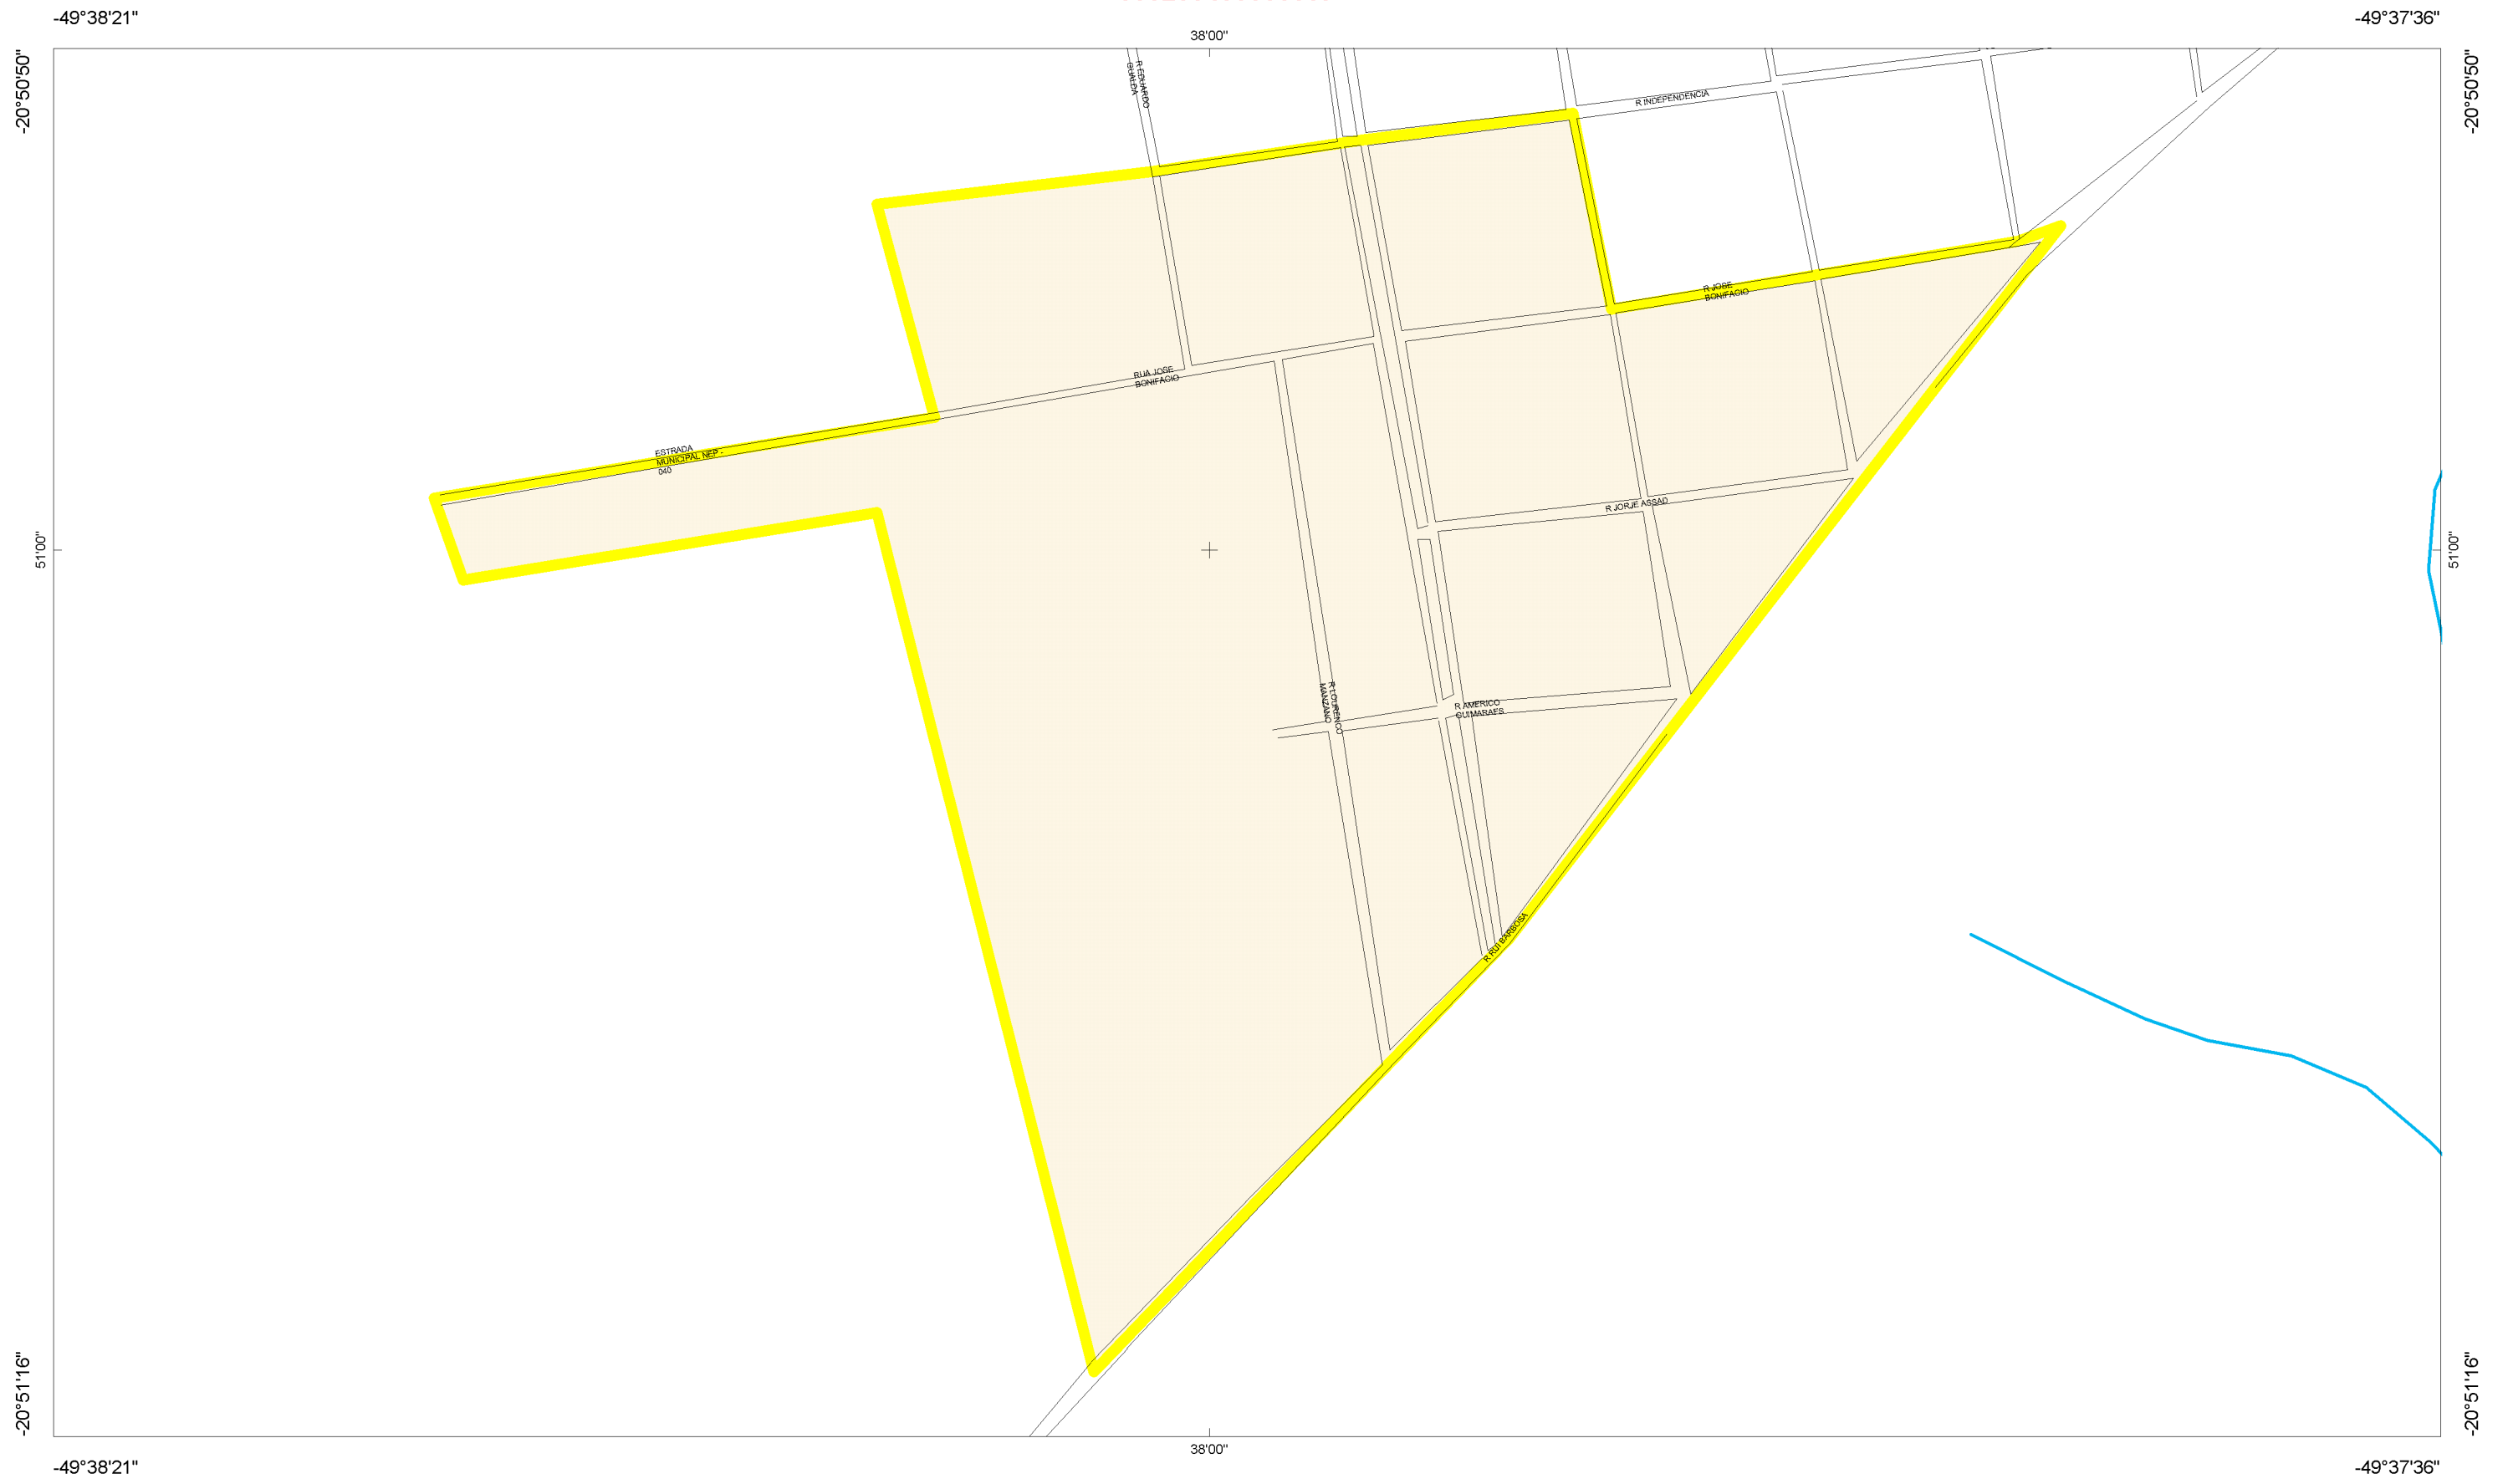 -49°38'21"
-49°37'36"
38'00"
-20°50'50"
-20°50'50"
R EDUARDO
GUALDA
R INDEPENDENCIA
R JOSE
BONIFACIO
RUA JOSE
BONIFACIO
ESTRADA
MUNICIPAL NEP -
040
R JORJE ASSAD
51'00"
51'00"
R LOURENCO
MANZANO
R AMERICO
GUIMARAES
R RUI BARBOSA
-20°51'16"
-20°51'16"
38'00"
-49°38'21"
-49°37'36"